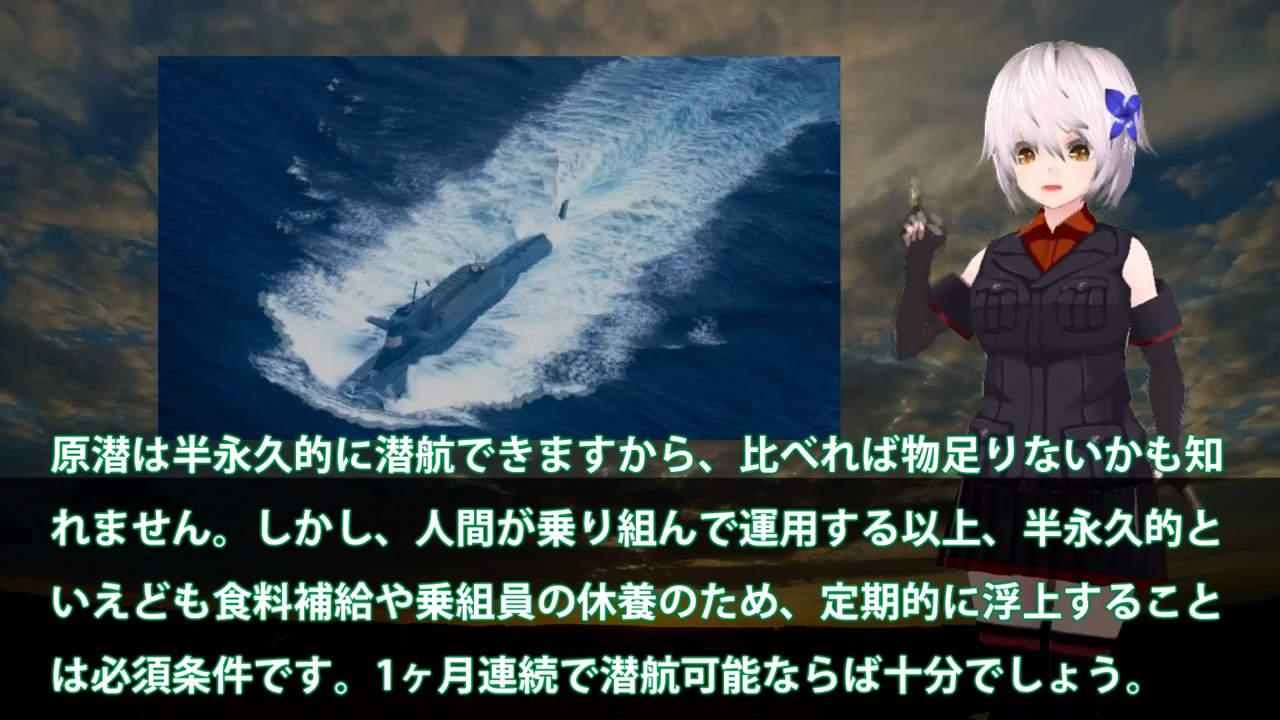 原潜は半永久的に潜航できますから、比べれば物足りないかも知
れません。しかし、人間が乗り組んで運用する以上、半永久的と
いえども食料補給や乗組員の休養のため、定期的に浮上すること
は必須条件です。1ヶ月連続で潜航可能ならば十分でしょう。